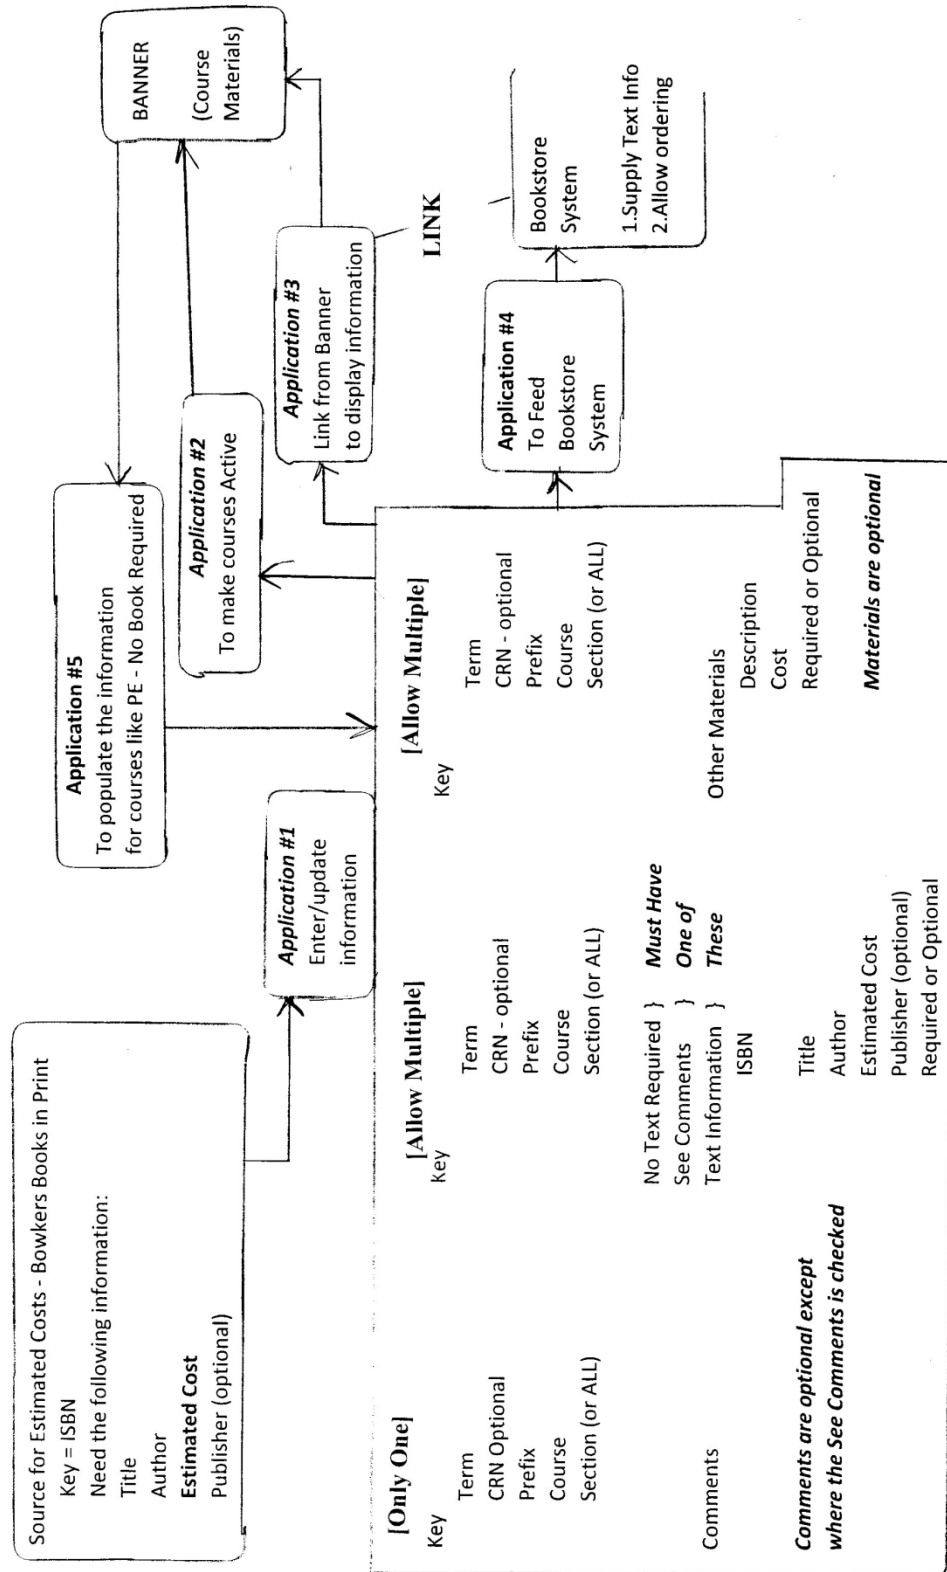 Source for Estimated Costs - Bowkers Books in Print
Key = ISBN
Need the following information:
Title
Author
Estimated Cost
Publisher (optional)
Application #5
To populate the information
for courses like PE - No Book Required
BANNER
(Course
Materials)
Application #1
Enter/update
information
Application #2
To make courses Active
Application #3
Link from Banner
to display information
LINK
[Only One]
Key
Term
CRN Optional
Prefix
Course
Section (or ALL)
Comments
Comments are optional except
where the See Comments is checked
[Allow Multiple]
Key
Term
CRN - optional
Prefix
Course
Section (or ALL)
No Text Required } Must Have
See Comments } One of
Text Information } These
ISBN
Title
Author
Estimated Cost
Publisher (optional)
Required or Optional
[Allow Multiple]
Key
Term
CRN - optional
Prefix
Course
Section (or ALL)
Other Materials
Description
Cost
Required or Optional
Materials are optional
Application #4
To Feed
Bookstore
System
Bookstore
System
1.Supply Text Info
2.Allow ordering